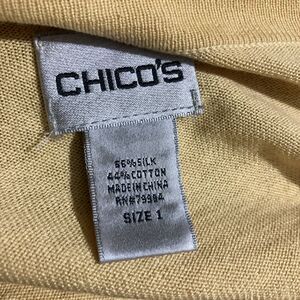 CHICO'S
56% SILK
44% COTTON
MADE IN CHINA
RN#79984
SIZE 1